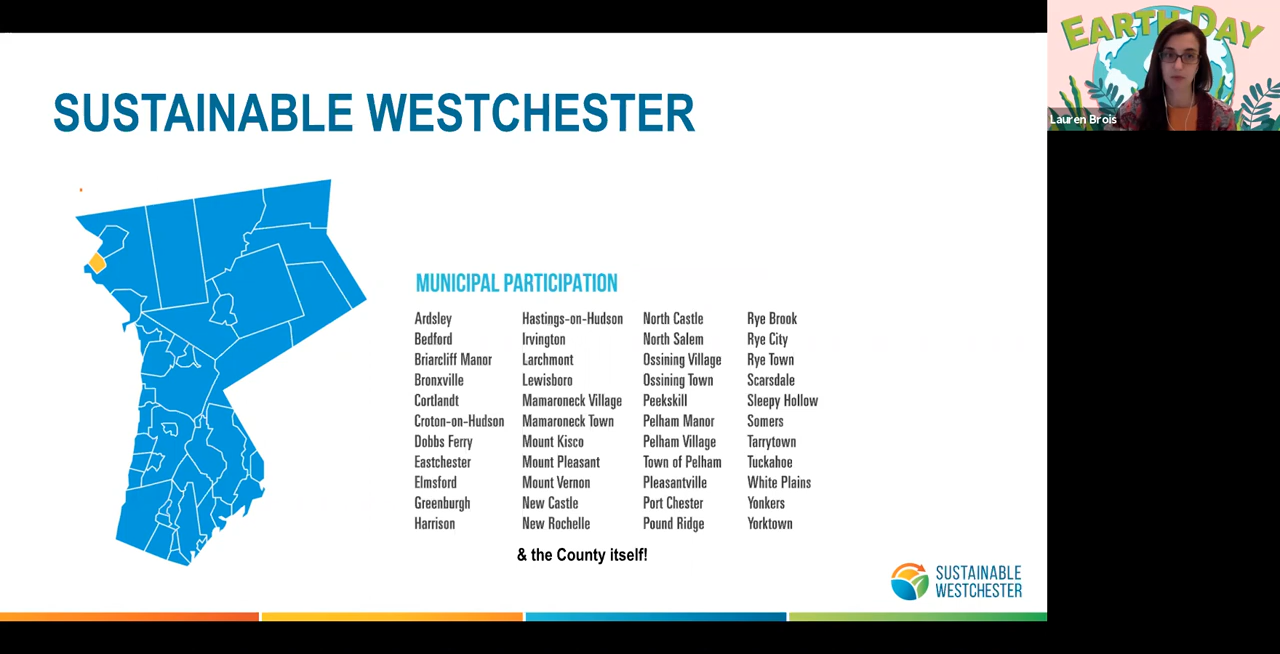 SUSTAINABLE WESTCHESTER
MUNICIPAL PARTICIPATION
Ardsley
Bedford
Briarcliff Manor
Bronxville
Cortlandt
Croton-on-Hudson
Dobbs Ferry
Eastchester
Elmsford
Greenburgh
Harrison
Hastings-on-Hudson
Irvington
Larchmont
Lewisboro
Mamaroneck Village
Mamaroneck Town
Mount Kisco
Mount Pleasant
Mount Vernon
New Castle
New Rochelle
North Castle
North Salem
Ossining Village
Ossining Town
Peekskill
Pelham Manor
Pelham Village
Town of Pelham
Pleasantville
Port Chester
Pound Ridge
Rye Brook
Rye City
Rye Town
Scarsdale
Sleepy Hollow
Somers
Tarrytown
Tuckahoe
White Plains
Yonkers
Yorktown
& the County itself!
SUSTAINABLE
WESTCHESTER
EARTH DAY
Lauren Brois